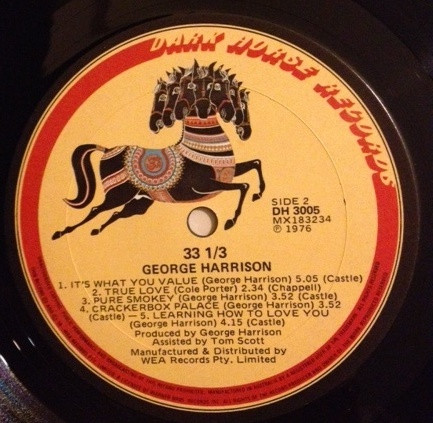 DARK HORSE RECORDS
SIDE 2
DH 3005
MX183234
℗ 1976
33 1/3
GEORGE HARRISON
1. IT'S WHAT YOU VALUE (George Harrison) 5.05 (Castle)
2. TRUE LOVE (Cole Porter) 2.34 (Chappell)
3. PURE SMOKEY (George Harrison) 3.52 (Castle)
4. CRACKERBOX PALACE (George Harrison) 3.52
(Castle) — 5. LEARNING HOW TO LOVE YOU
(George Harrison) 4.15 (Castle)
Produced by George Harrison
Assisted by Tom Scott
Manufactured & Distributed by
WEA Records Pty. Limited